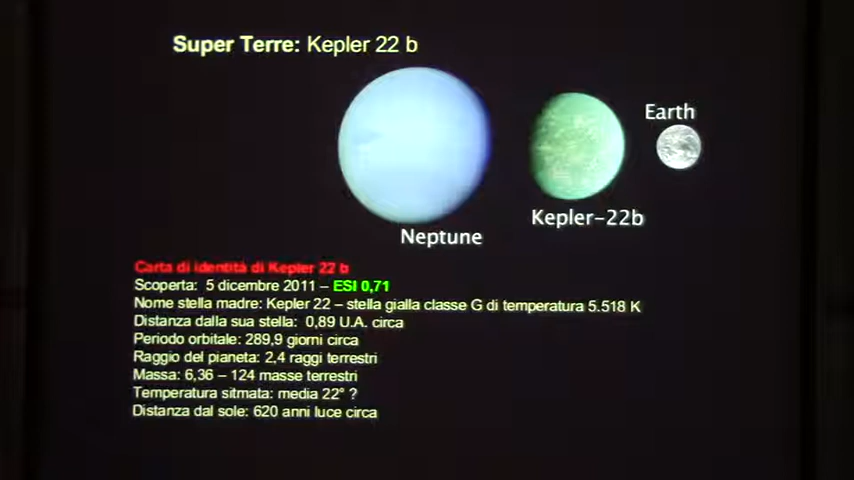 Super Terre: Kepler 22 b
Earth
Kepler-22b
Neptune
Carta di identità di Kepler 22 b
Scoperta: 5 dicembre 2011 – ESI 0,71
Nome stella madre: Kepler 22 – stella gialla classe G di temperatura 5.518 K
Distanza dalla sua stella: 0,89 U.A. circa
Periodo orbitale: 289,9 giorni circa
Raggio del pianeta: 2,4 raggi terrestri
Massa: 6,36 – 124 masse terrestri
Temperatura sitmata: media 22° ?
Distanza dal sole: 620 anni luce circa